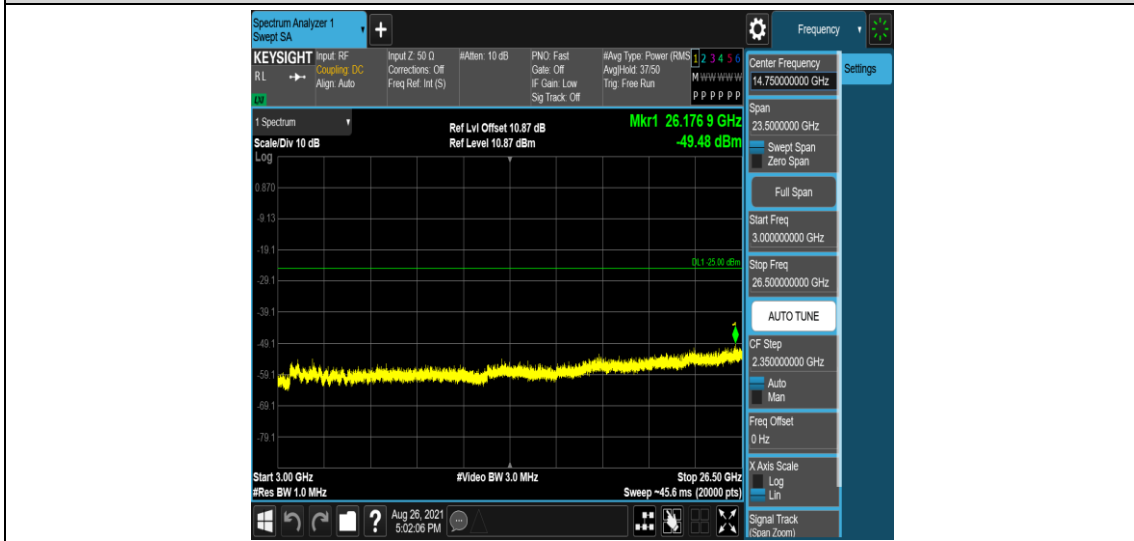 Spectrum Analyzer 1
Swept SA
+
Frequency
KEYSIGHT
RL
LXI
Input: RF
Coupling: DC
Align: Auto
Input Z: 50 Ω
Corrections: Off
Freq Ref: Int (S)
#Atten: 10 dB
PNO: Fast
Gate: Off
IF Gain: Low
Sig Track: Off
#Avg Type: Power (RMS
Avg|Hold: 37/50
Trig: Free Run
1 2 3 4 5 6
M W W W W W
P P P P P P
Center Frequency
14.750000000 GHz
Settings
Span
23.5000000 GHz
Swept Span
Zero Span
Full Span
Start Freq
3.000000000 GHz
Stop Freq
26.500000000 GHz
AUTO TUNE
CF Step
2.350000000 GHz
Auto
Man
Freq Offset
0 Hz
X Axis Scale
Log
Lin
Signal Track
(Span Zoom)
1 Spectrum
Scale/Div 10 dB
Log
Ref Lvl Offset 10.87 dB
Ref Level 10.87 dBm
Mkr1 26.176 9 GHz
-49.48 dBm
0.870
-9.13
-19.1
DL1 -25.00 dBm
-29.1
-39.1
1
-49.1
-59.1
-69.1
-79.1
Start 3.00 GHz
#Video BW 3.0 MHz
Stop 26.50 GHz
#Res BW 1.0 MHz
Sweep ~45.6 ms (20000 pts)
?
Aug 26, 2021
5:02:06 PM